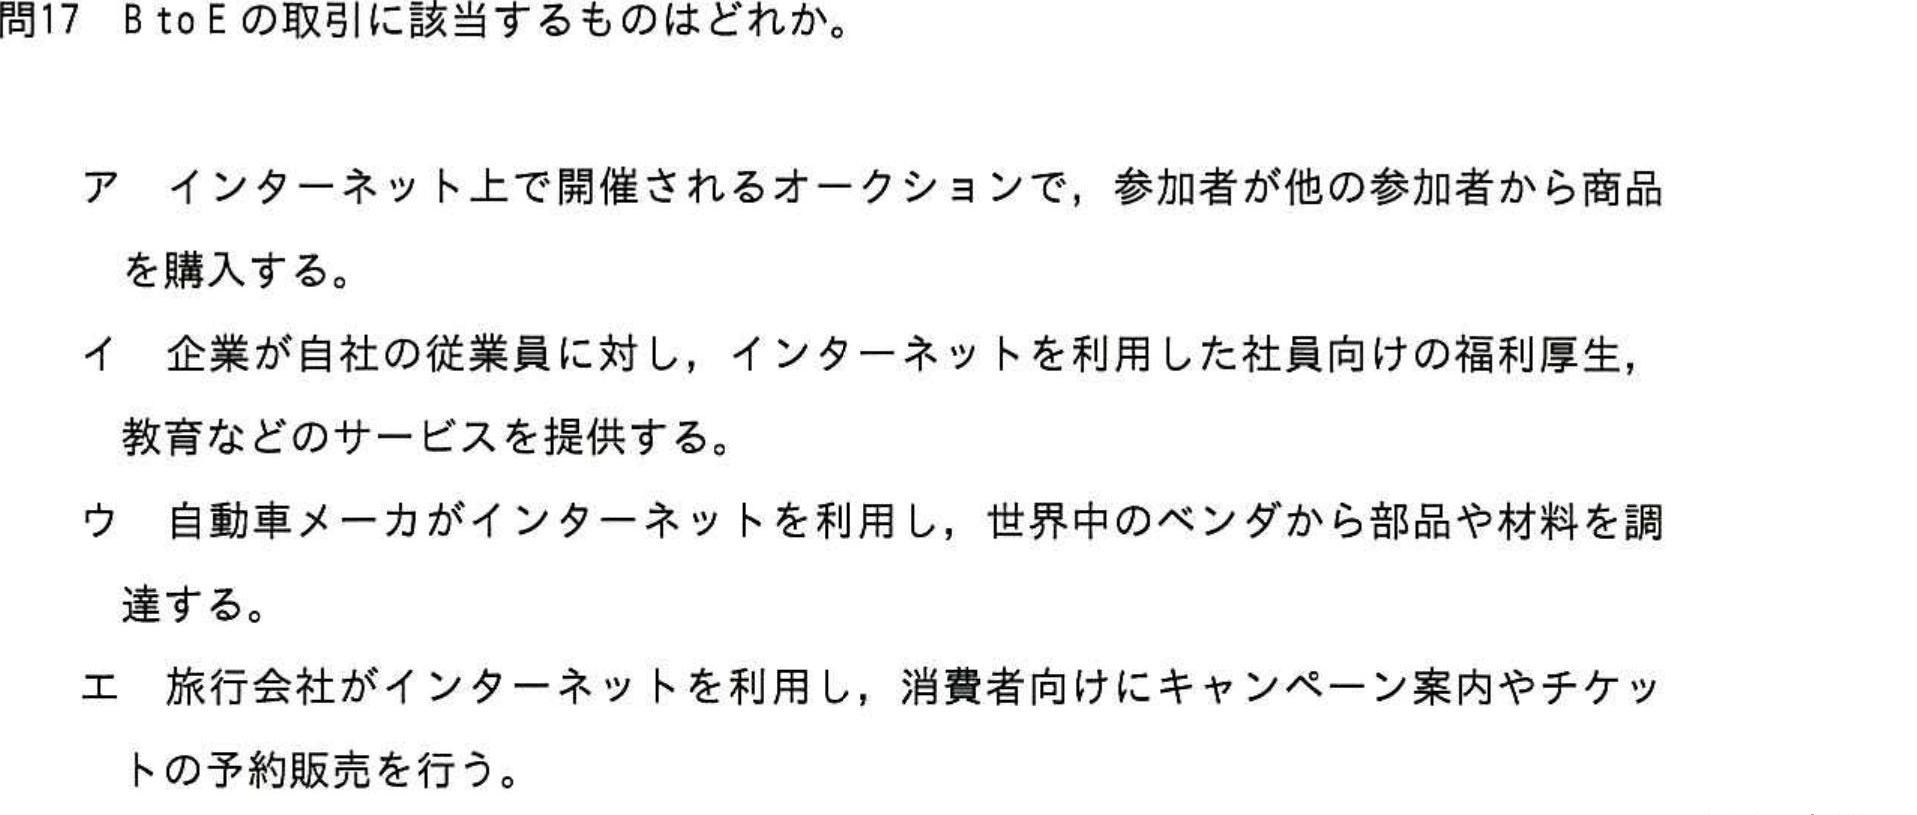 問17　B to E の取引に該当するものはどれか。
ア　インターネット上で開催されるオークションで，参加者が他の参加者から商品
を購入する。
イ　企業が自社の従業員に対し，インターネットを利用した社員向けの福利厚生，
教育などのサービスを提供する。
ウ　自動車メーカがインターネットを利用し，世界中のベンダから部品や材料を調
達する。
エ　旅行会社がインターネットを利用し，消費者向けにキャンペーン案内やチケッ
トの予約販売を行う。